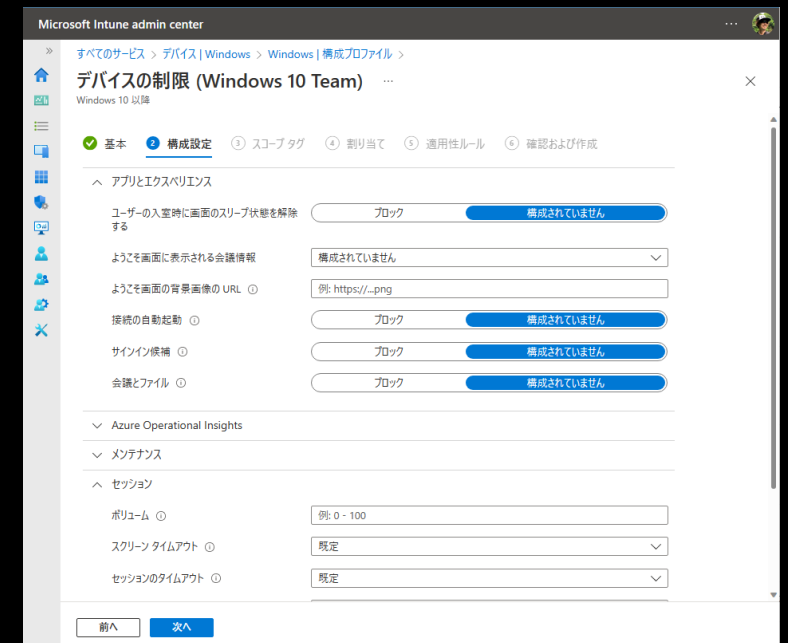 Microsoft Intune admin center ...
すべてのサービス > デバイス | Windows > Windows | 構成プロファイル >
デバイスの制限 (Windows 10 Team) ...
Windows 10 以降
基本 2 構成設定 3 スコープ タグ 4 割り当て 5 適用性ルール 6 確認および作成
アプリとエクスペリエンス
ユーザーの入室時に画面のスリープ状態を解除
する
ブロック 構成されていません
ようこそ画面に表示される会議情報 構成されていません
ようこそ画面の背景画像の URL 例: https://...png
接続の自動起動 ブロック 構成されていません
サインイン候補 ブロック 構成されていません
会議とファイル ブロック 構成されていません
Azure Operational Insights
メンテナンス
セッション
ボリューム 例: 0 - 100
スクリーン タイムアウト 既定
セッションのタイムアウト 既定
前へ 次へ